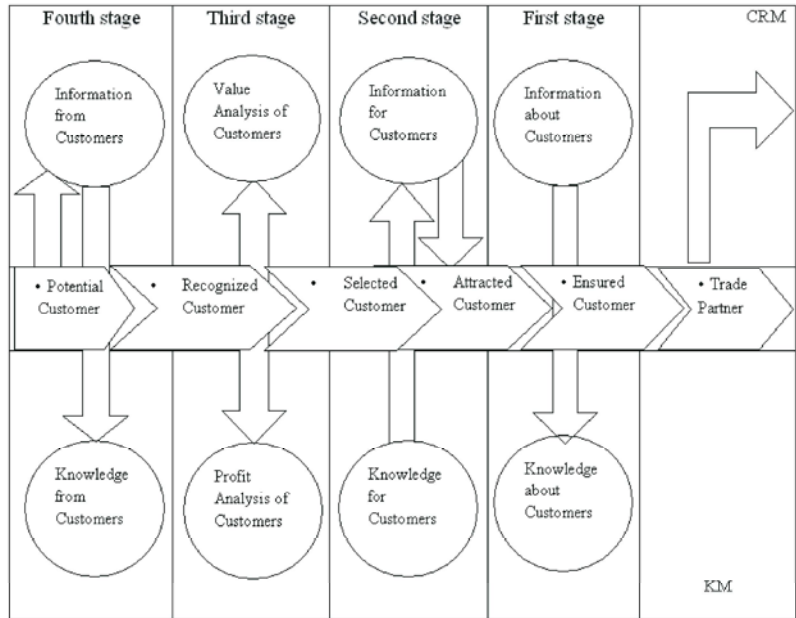 Fourth stage
Third stage
Second stage
First stage
CRM
Information
from
Customers
Value
Analysis of
Customers
Information
for
Customers
Information
about
Customers
• Potential
Customer
• Recognized
Customer
• Selected
Customer
• Attracted
Customer
• Ensured
Customer
• Trade
Partner
Knowledge
from
Customers
Profit
Analysis of
Customers
Knowledge
for
Customers
Knowledge
about
Customers
KM